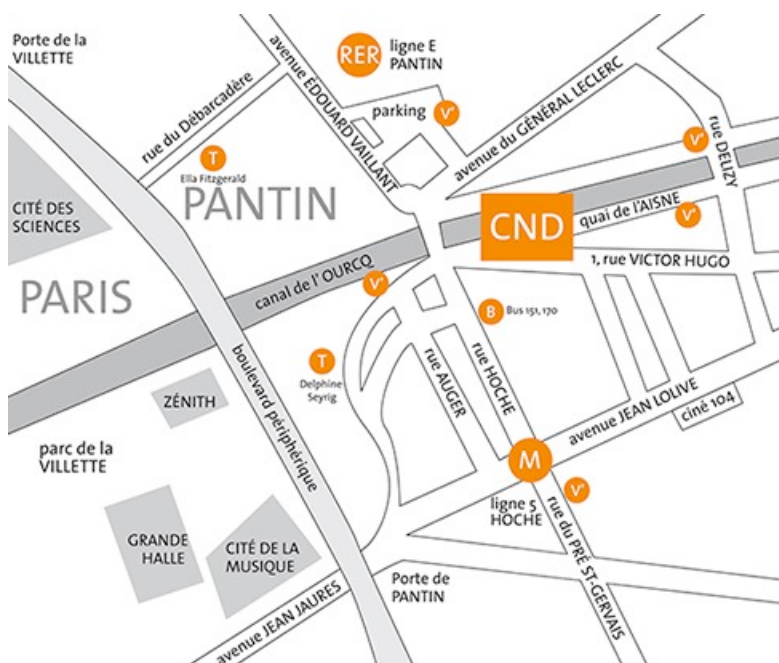 Porte de la
VILLETTE
avenue ÉDOUARD VAILLANT
RER
ligne E
PANTIN
parking
V'
avenue du GÉNÉRAL LECLERC
rue DELIZY
V'
rue du Débarcadère
T
Ella Fitzgerald
PANTIN
CITÉ DES
SCIENCES
CND
quai de l'AISNE
V'
1, rue VICTOR HUGO
PARIS
canal de l' OURCQ
V'
B
Bus 151, 170
T
Delphine
Seyrig
rue AUGER
rue HOCHE
boulevard périphérique
ZÉNITH
avenue JEAN LOLIVE
ciné 104
parc de la
VILLETTE
M
V'
ligne 5
HOCHE
rue du PRÉ ST-GERVAIS
GRANDE
HALLE
CITÉ DE LA
MUSIQUE
Porte de
PANTIN
avenue JEAN JAURES